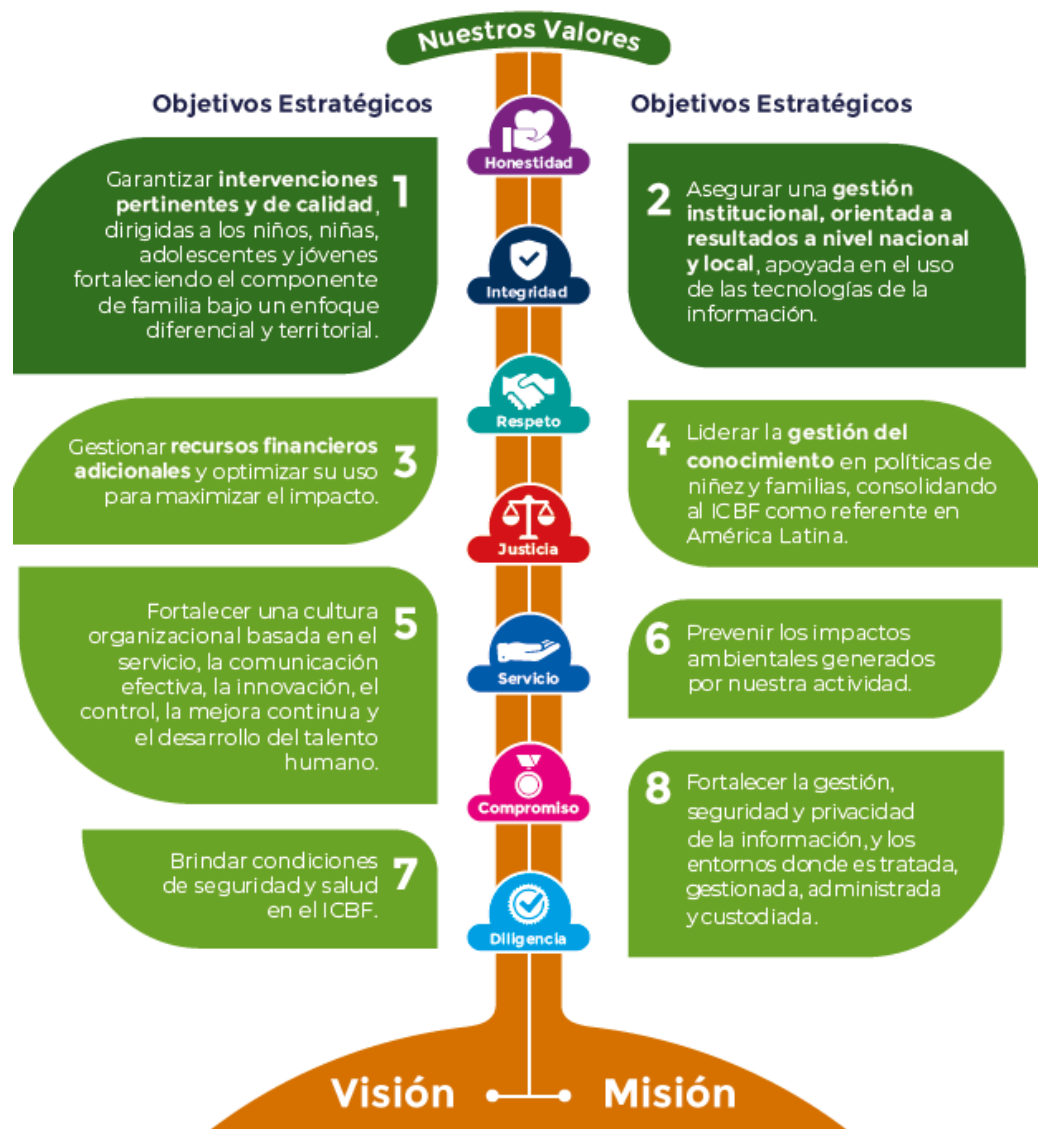 Nuestros Valores
Objetivos Estratégicos
Objetivos Estratégicos
Honestidad
1
Garantizar intervenciones
pertinentes y de calidad,
dirigidas a los niños, niñas,
adolescentes y jóvenes
fortaleciendo el componente
de familia bajo un enfoque
diferencial y territorial.
2
Asegurar una gestión
institucional, orientada a
resultados a nivel nacional
y local, apoyada en el uso
de las tecnologías de la
información.
Integridad
Respeto
3
Gestionar recursos financieros
adicionales y optimizar su uso
para maximizar el impacto.
4
Liderar la gestión del
conocimiento en políticas de
niñez y familias, consolidando
al ICBF como referente en
América Latina.
Justicia
5
Fortalecer una cultura
organizacional basada en el
servicio, la comunicación
efectiva, la innovación, el
control, la mejora continua y
el desarrollo del talento
humano.
6
Prevenir los impactos
ambientales generados
por nuestra actividad.
Servicio
Compromiso
7
Brindar condiciones
de seguridad y salud
en el ICBF.
8
Fortalecer la gestión,
seguridad y privacidad
de la información, y los
entornos donde es tratada,
gestionada, administrada
y custodiada.
Diligencia
Visión
Misión